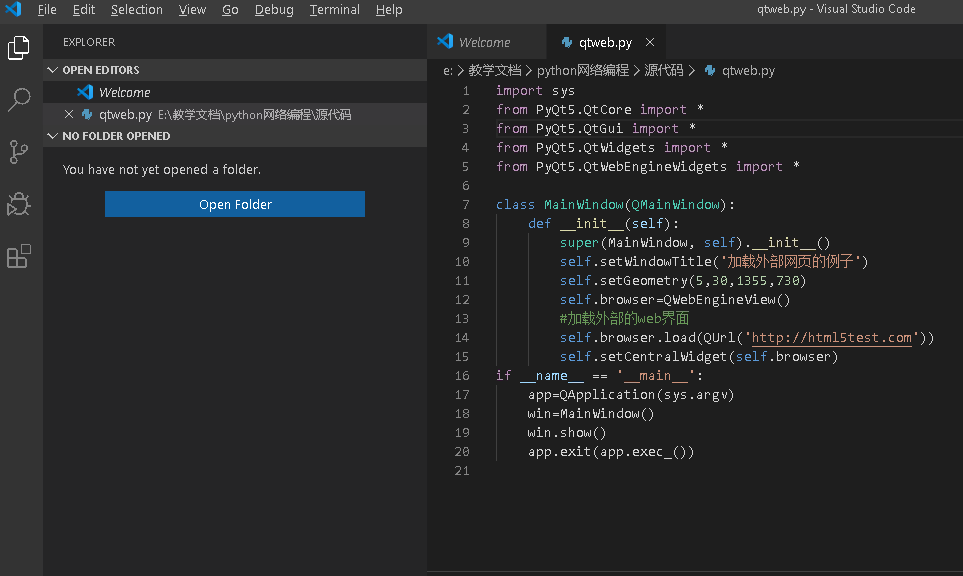 File Edit Selection View Go Debug Terminal Help qtweb.py - Visual Studio Code
EXPLORER
OPEN EDITORS
Welcome
qtweb.py E:\教学文档\python网络编程\源代码
NO FOLDER OPENED
You have not yet opened a folder.
Open Folder
Welcome qtweb.py
e: > 教学文档 > python网络编程 > 源代码 > qtweb.py
1 import sys
2 from PyQt5.QtCore import *
3 from PyQt5.QtGui import *
4 from PyQt5.QtWidgets import *
5 from PyQt5.QtWebEngineWidgets import *
6
7 class MainWindow(QMainWindow):
8 def __init__(self):
9 super(MainWindow, self).__init__()
10 self.setWindowTitle('加载外部网页的例子')
11 self.setGeometry(5,30,1355,730)
12 self.browser=QWebEngineView()
13 #加载外部的web界面
14 self.browser.load(QUrl('http://html5test.com'))
15 self.setCentralWidget(self.browser)
16 if __name__ == '__main__':
17 app=QApplication(sys.argv)
18 win=MainWindow()
19 win.show()
20 app.exit(app.exec_())
21